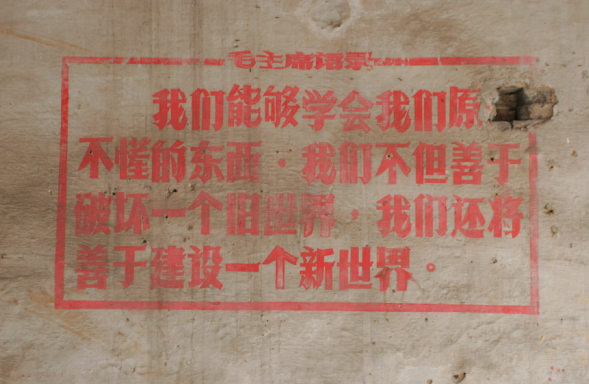 毛主席语录
我们能够学会我们原
不懂的东西。我们不但善于
破坏一个旧世界，我们还将
善于建设一个新世界。